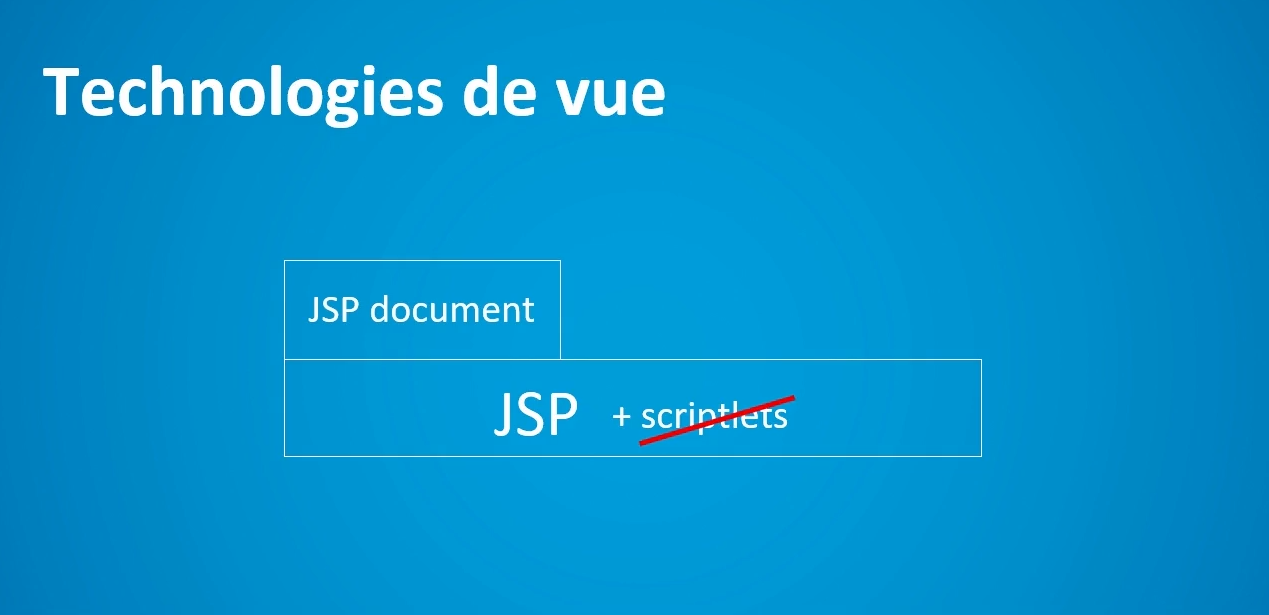 Technologies de vue
JSP document
JSP + scriptlets